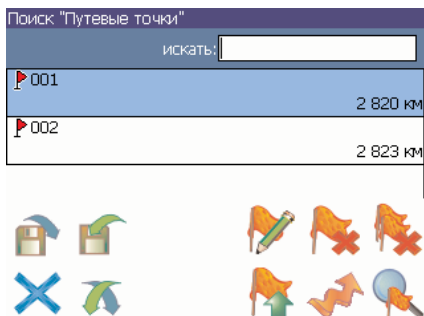 Поиск "Путевые точки"
искать:
001
2 820 км
002
2 823 км